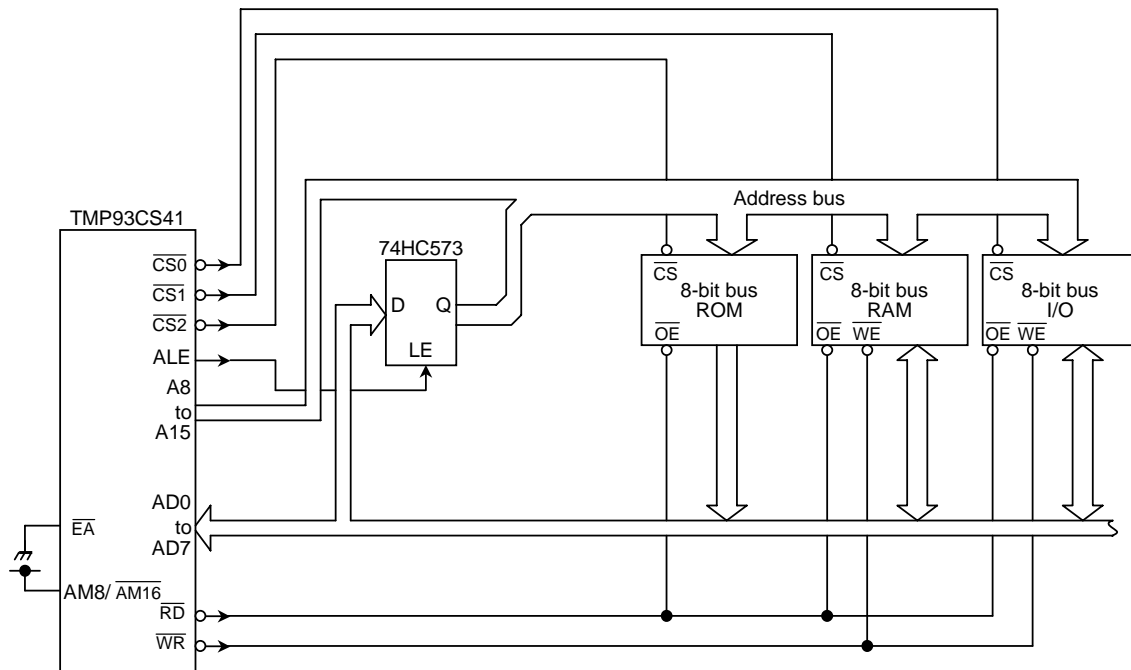 Address bus
TMP93CS41
74HC573
CS0
CS1
CS2
ALE
A8
to
A15
AD0
to
AD7
EA
AM8/ AM16
RD
WR
D
Q
LE
CS
8-bit bus
ROM
OE
CS
8-bit bus
RAM
OE
WE
CS
8-bit bus
I/O
OE
WE